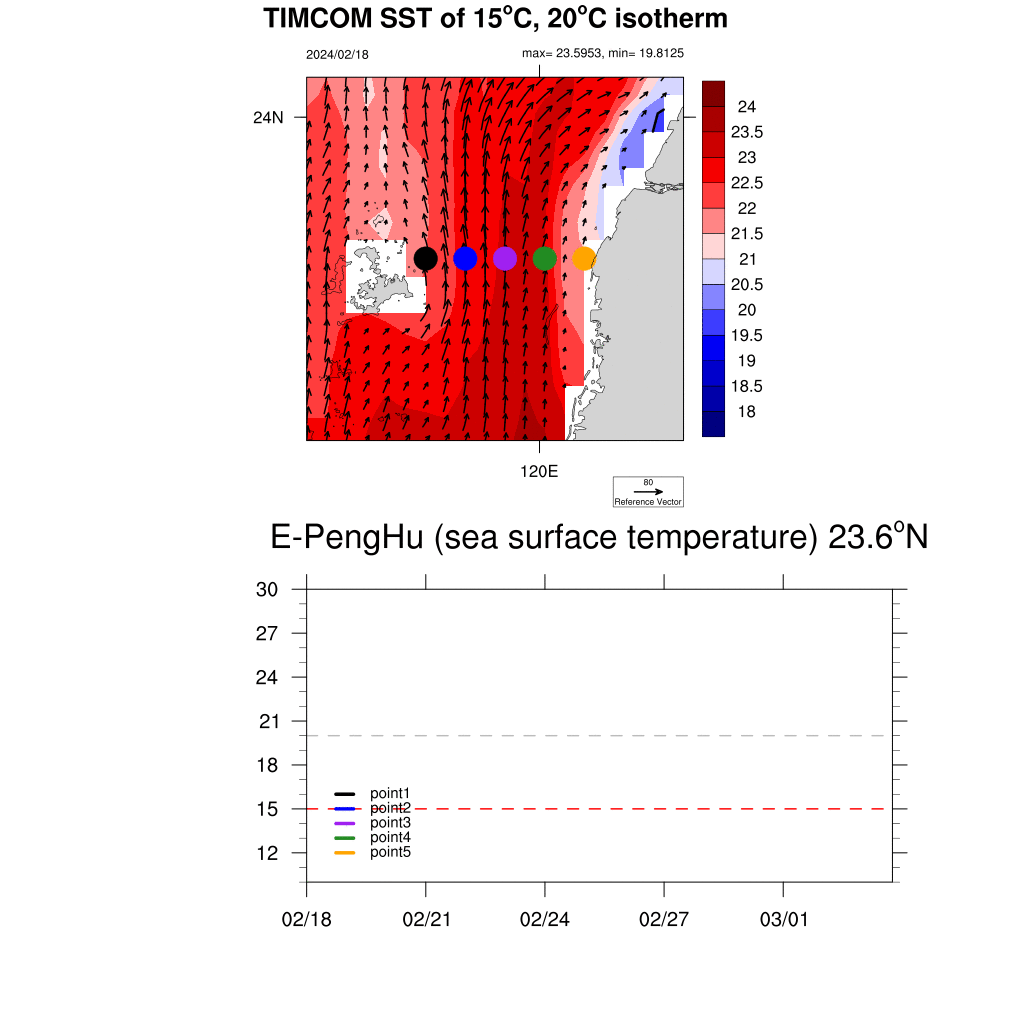 TIMCOM SST of 15°C, 20°C isotherm
2024/02/18 max= 23.5953, min= 19.8125
24N
24
23.5
23
22.5
22
21.5
21
20.5
20
19.5
19
18.5
18
120E
80
Reference Vector
E-PengHu (sea surface temperature) 23.6°N
30
27
24
21
18
15
12
point1
point2
point3
point4
point5
02/18 02/21 02/24 02/27 03/01